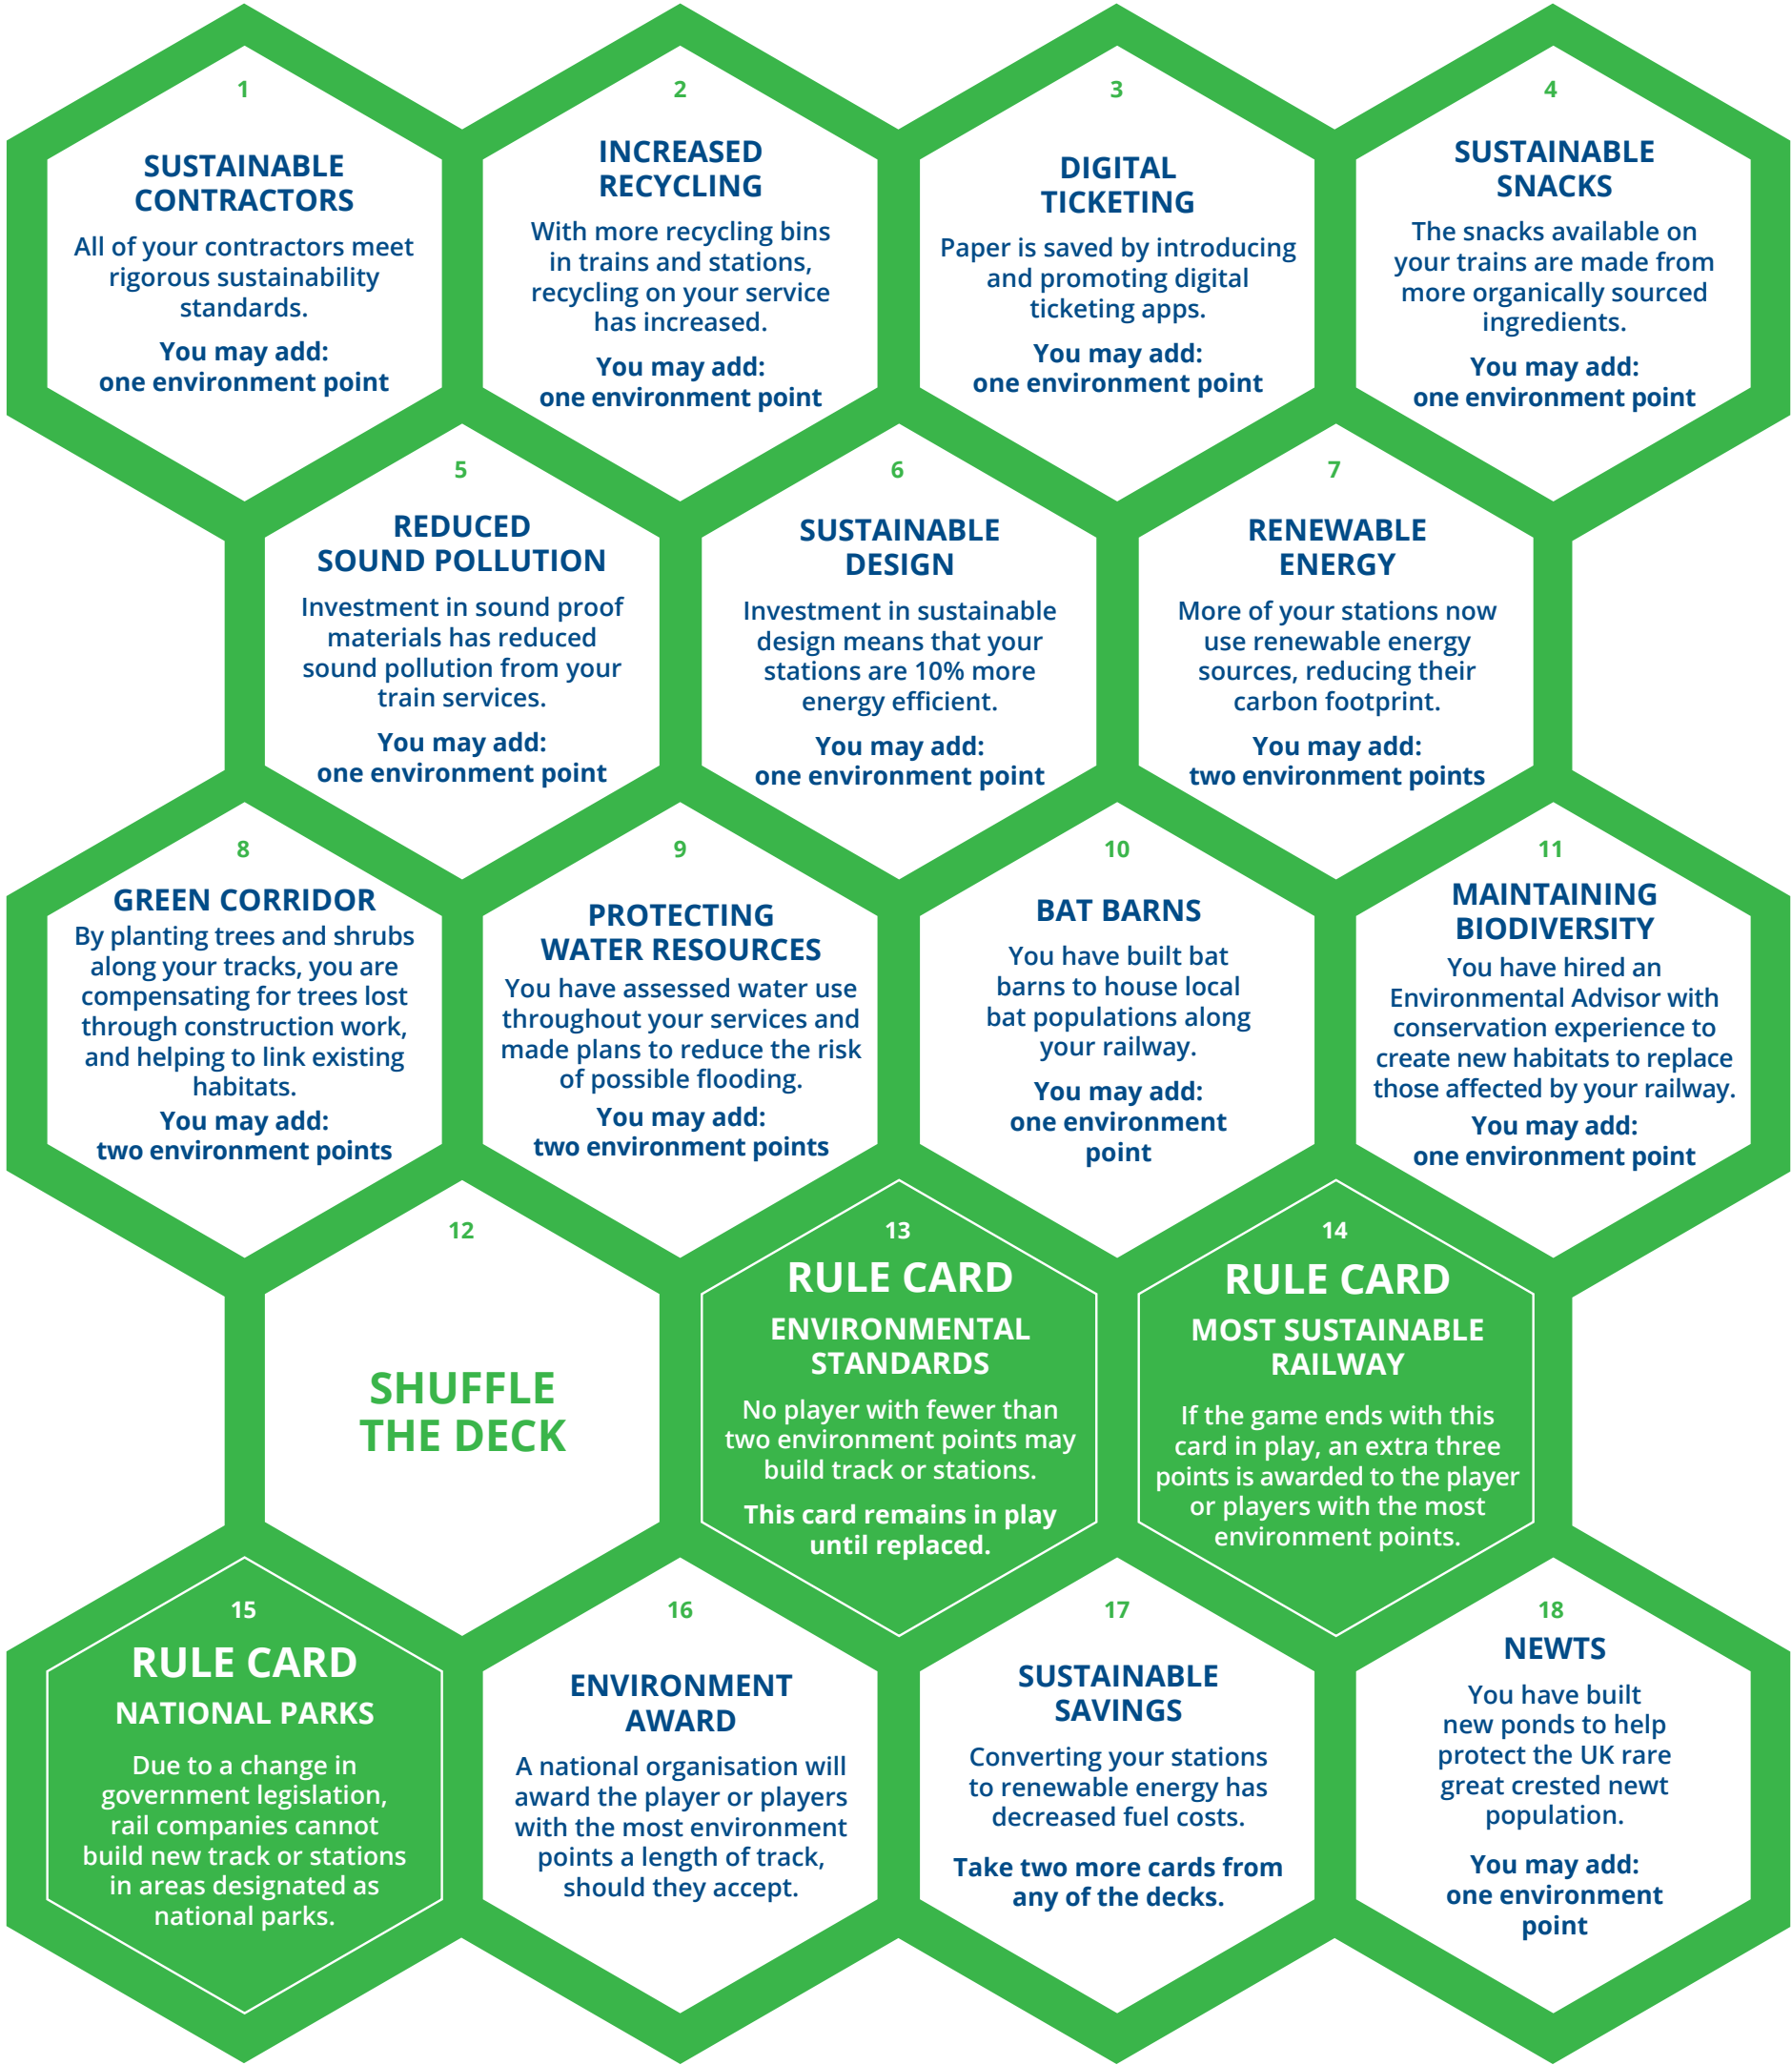 1
SUSTAINABLE
CONTRACTORS
All of your contractors meet
rigorous sustainability
standards.
You may add:
one environment point
2
INCREASED
RECYCLING
With more recycling bins
in trains and stations,
recycling on your service
has increased.
You may add:
one environment point
3
DIGITAL
TICKETING
Paper is saved by introducing
and promoting digital
ticketing apps.
You may add:
one environment point
4
SUSTAINABLE
SNACKS
The snacks available on
your trains are made from
more organically sourced
ingredients.
You may add:
one environment point
5
REDUCED
SOUND POLLUTION
Investment in sound proof
materials has reduced
sound pollution from your
train services.
You may add:
one environment point
6
SUSTAINABLE
DESIGN
Investment in sustainable
design means that your
stations are 10% more
energy efficient.
You may add:
one environment point
7
RENEWABLE
ENERGY
More of your stations now
use renewable energy
sources, reducing their
carbon footprint.
You may add:
two environment points
8
GREEN CORRIDOR
By planting trees and shrubs
along your tracks, you are
compensating for trees lost
through construction work,
and helping to link existing
habitats.
You may add:
two environment points
9
PROTECTING
WATER RESOURCES
You have assessed water use
throughout your services and
made plans to reduce the risk
of possible flooding.
You may add:
two environment points
10
BAT BARNS
You have built bat
barns to house local
bat populations along
your railway.
You may add:
one environment
point
11
MAINTAINING
BIODIVERSITY
You have hired an
Environmental Advisor with
conservation experience to
create new habitats to replace
those affected by your railway.
You may add:
one environment point
12
SHUFFLE
THE DECK
13
RULE CARD
ENVIRONMENTAL
STANDARDS
No player with fewer than
two environment points may
build track or stations.
This card remains in play
until replaced.
14
RULE CARD
MOST SUSTAINABLE
RAILWAY
If the game ends with this
card in play, an extra three
points is awarded to the player
or players with the most
environment points.
15
RULE CARD
NATIONAL PARKS
Due to a change in
government legislation,
rail companies cannot
build new track or stations
in areas designated as
national parks.
16
ENVIRONMENT
AWARD
A national organisation will
award the player or players
with the most environment
points a length of track,
should they accept.
17
SUSTAINABLE
SAVINGS
Converting your stations
to renewable energy has
decreased fuel costs.
Take two more cards from
any of the decks.
18
NEWTS
You have built
new ponds to help
protect the UK rare
great crested newt
population.
You may add:
one environment
point